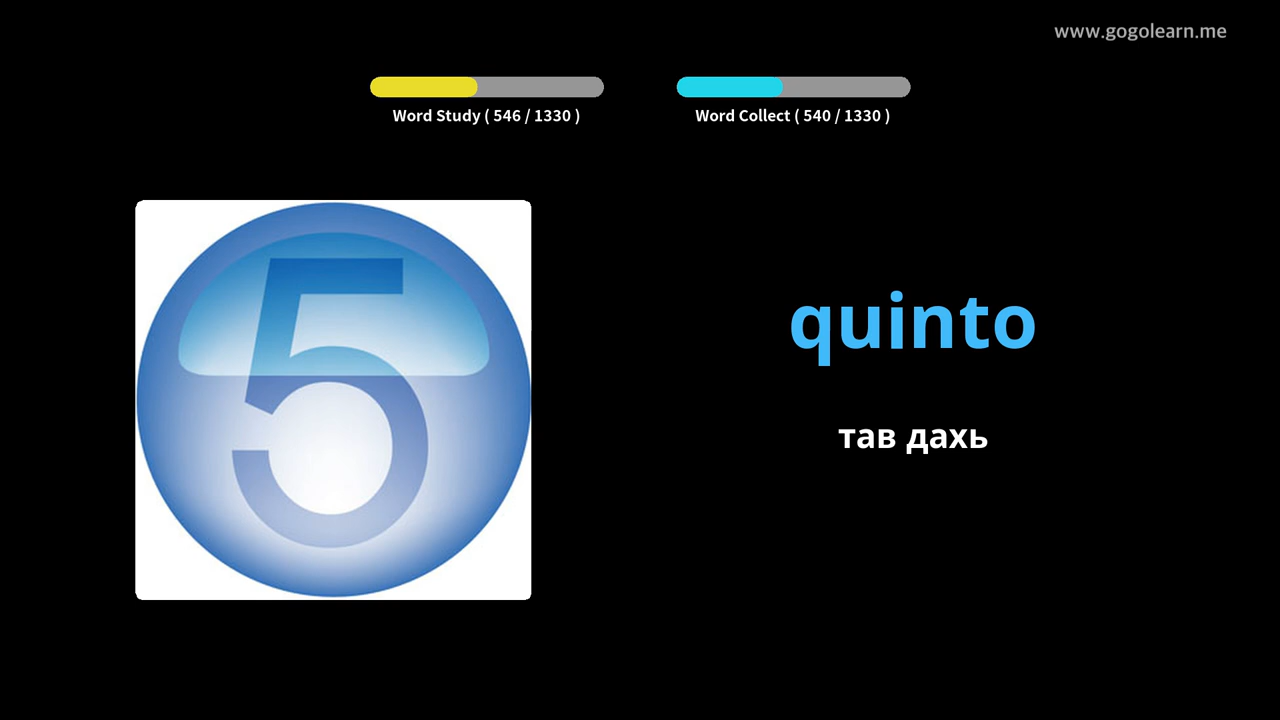 www.gogolearn.me
Word Study ( 546 / 1330 )
Word Collect ( 540 / 1330 )
5
quinto
тав дахь